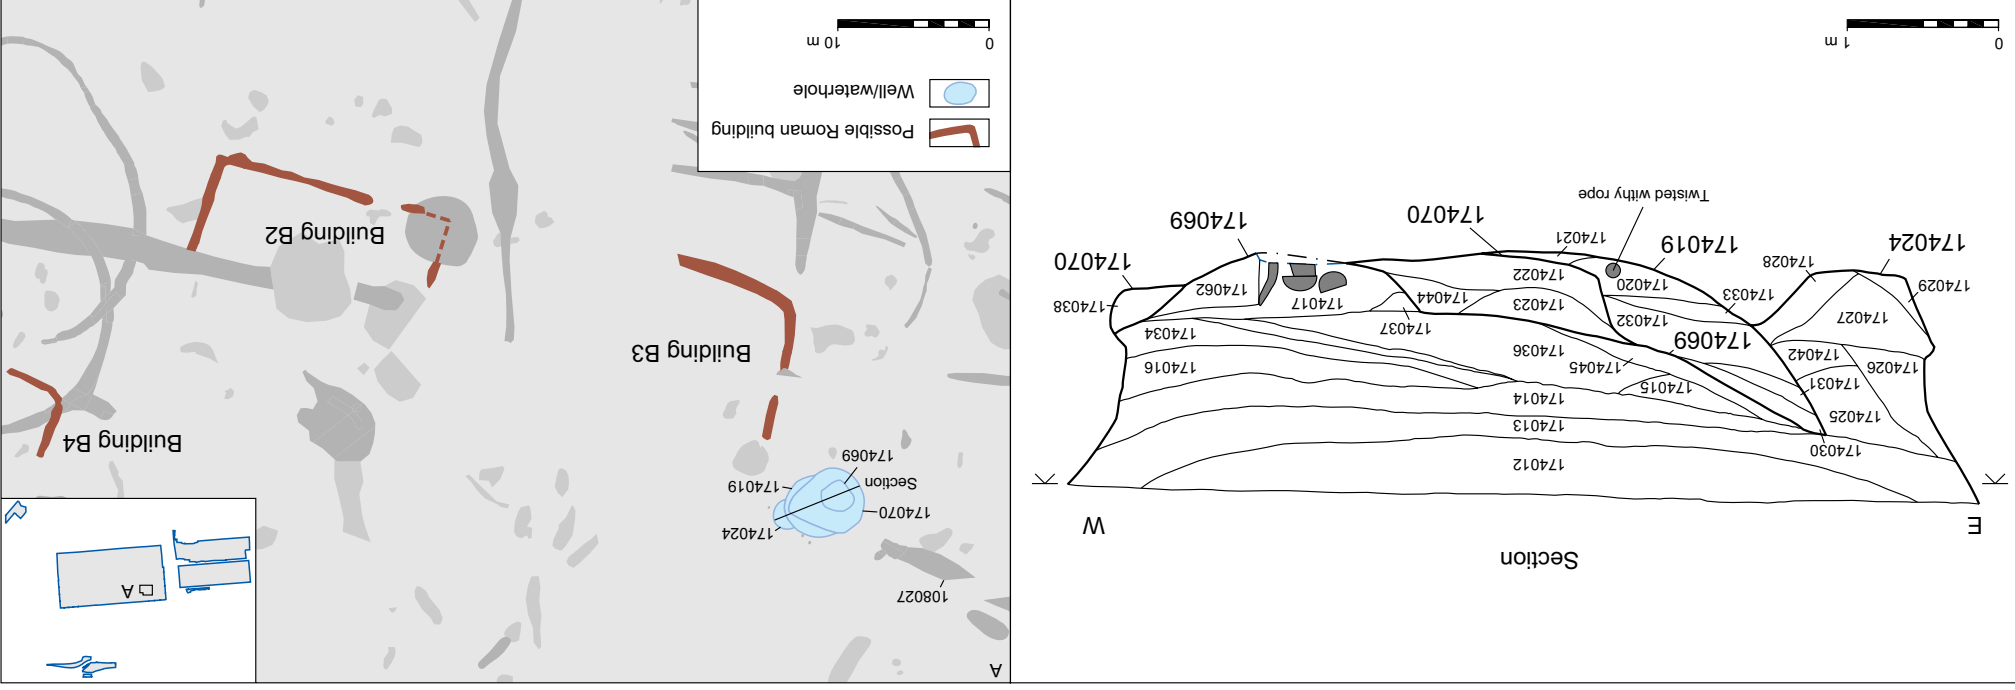 Section
E
W
174012
174030
174013
174025
174014
174031
174015
174026
174045
174016
174042
174036
174069
174034
174027
174032
174037
174033
174023
174044
174017
174038
174029
174020
174022
174062
174028
174024
174019
174021
174070
174069
174070
Twisted withy rope
0
1 m
A
108027
A
174024
174070
Section
174019
174069
Building B4
Building B3
Building B2
Possible Roman building
Well/waterhole
0
10 m